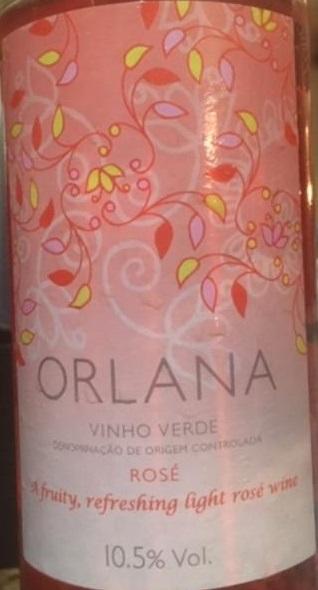 ORLANA
VINHO VERDE
DENOMINAÇÃO DE ORIGEM CONTROLADA
ROSÉ
A fruity, refreshing light rosé wine
10.5% Vol.